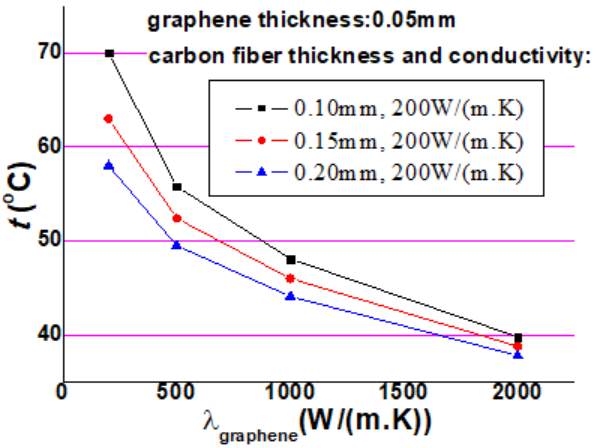 graphene thickness:0.05mm
carbon fiber thickness and conductivity:
0.10mm, 200W/(m.K)
0.15mm, 200W/(m.K)
0.20mm, 200W/(m.K)
70
60
50
40
t (°C)
0 500 1000 1500 2000
λgraphene(W/(m.K))